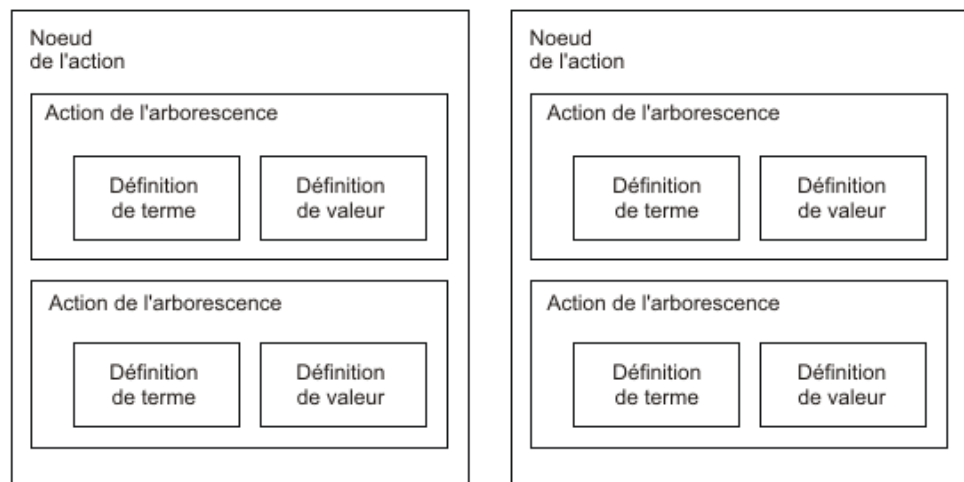 Noeud
de l'action
Action de l'arborescence
Définition
de terme
Définition
de valeur
Action de l'arborescence
Définition
de terme
Définition
de valeur
Noeud
de l'action
Action de l'arborescence
Définition
de terme
Définition
de valeur
Action de l'arborescence
Définition
de terme
Définition
de valeur